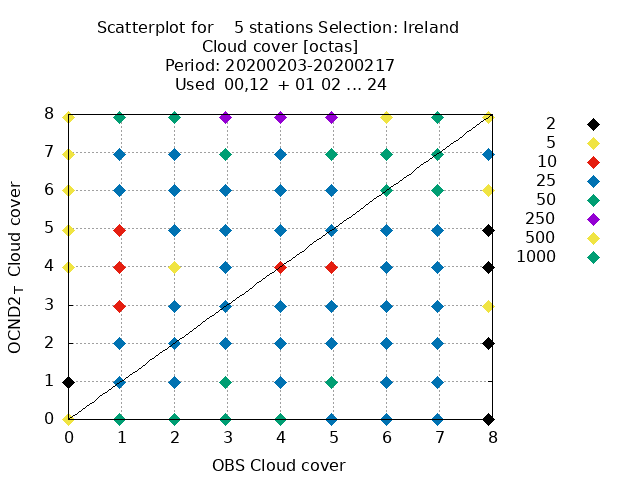 Scatterplot for    5 stations Selection: Ireland
Cloud cover [octas]
Period: 20200203-20200217
Used  00,12  + 01 02 ... 24
8
7
6
5
4
3
2
1
0
0 1 2 3 4 5 6 7 8
OCND2T Cloud cover
OBS Cloud cover
2
5
10
25
50
250
500
1000